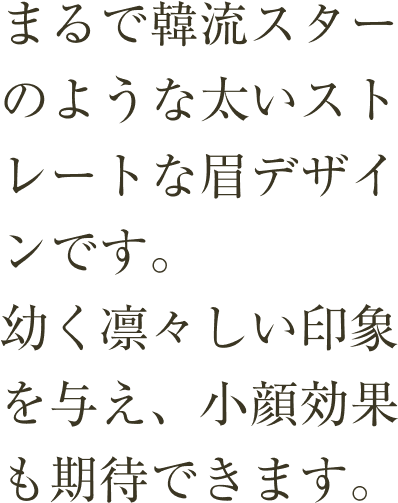 まるで韓流スター
のような太いスト
レートな眉デザイ
ンです。
幼く凛々しい印象
を与え、小顔効果
も期待できます。